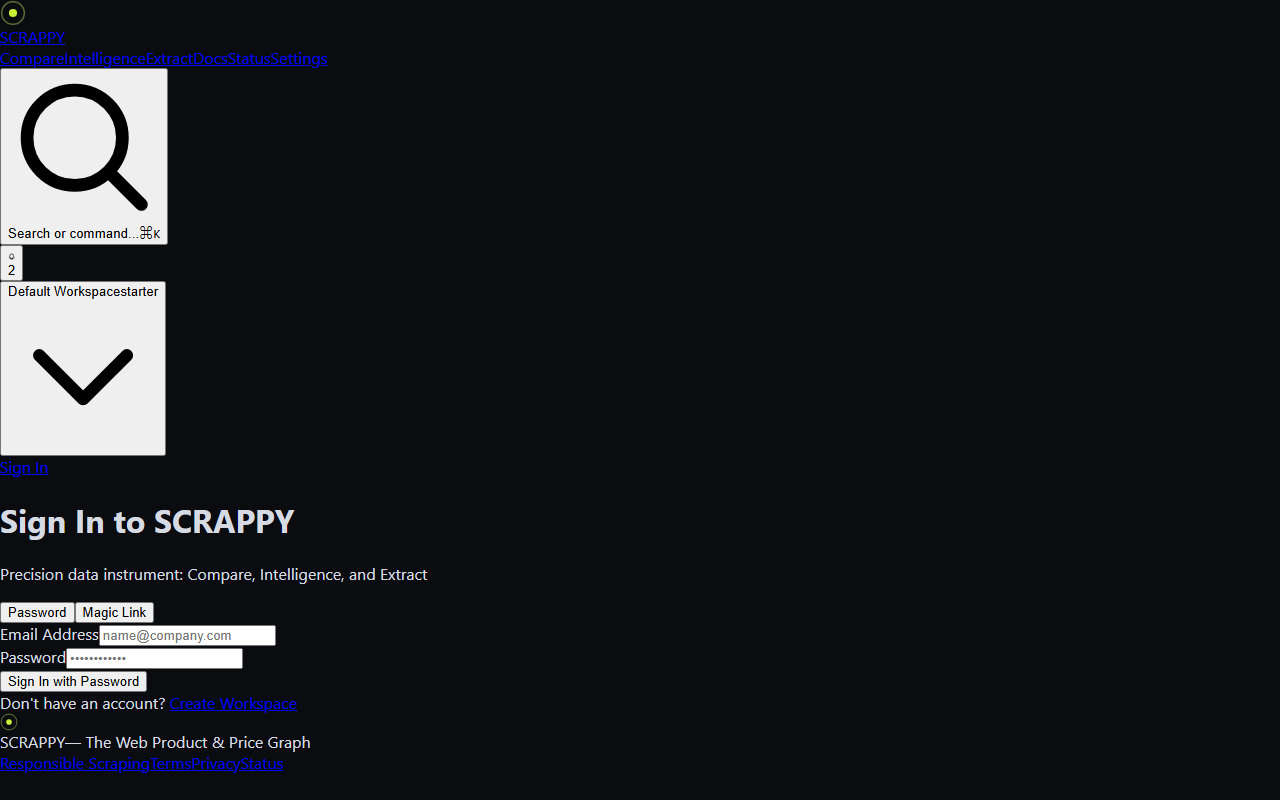 SCRAPPY
CompareIntelligenceExtractDocsStatusSettings
Search or command...⌘K
2
Default Workspacestarter
Sign In
Sign In to SCRAPPY
Precision data instrument: Compare, Intelligence, and Extract
Password Magic Link
Email Address name@company.com
Password ••••••••••••
Sign In with Password
Don't have an account? Create Workspace
SCRAPPY— The Web Product & Price Graph
Responsible ScrapingTermsPrivacyStatus